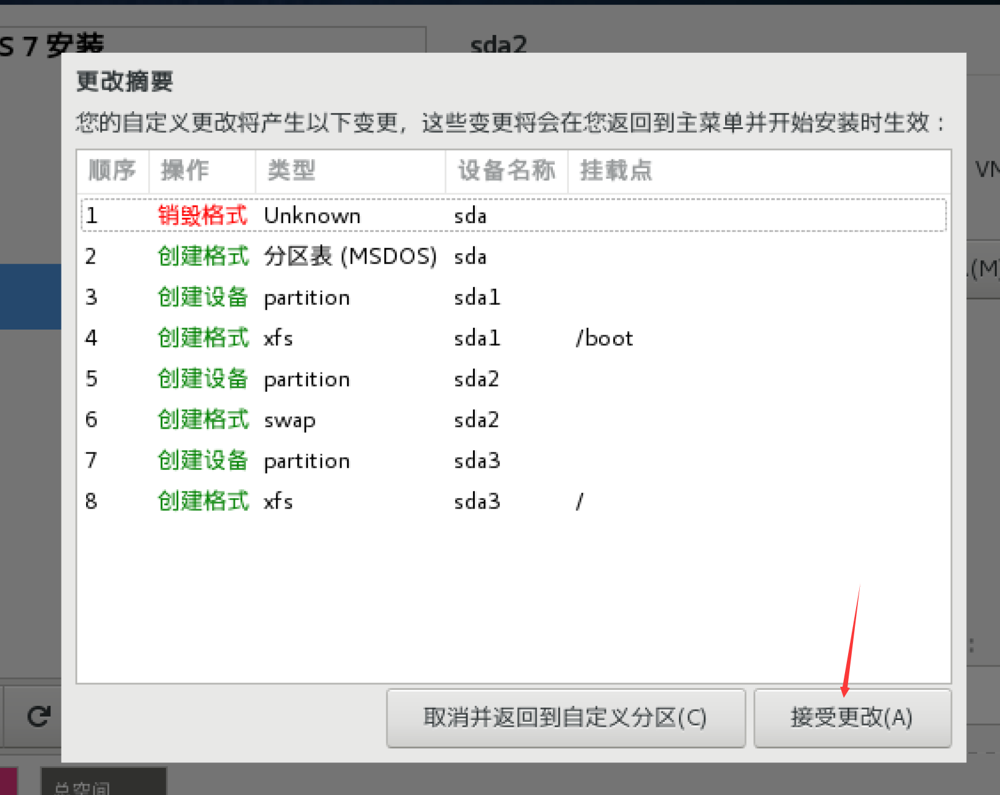 S 7 安装
sda2
更改摘要
您的自定义更改将产生以下变更，这些变更将会在您返回到主菜单并开始安装时生效：
VM
顺序 操作 类型 设备名称 挂载点
1 销毁格式 Unknown sda
2 创建格式 分区表 (MSDOS) sda
.(M)
3 创建设备 partition sda1
4 创建格式 xfs sda1 /boot
5 创建设备 partition sda2
6 创建格式 swap sda2
7 创建设备 partition sda3
8 创建格式 xfs sda3 /
:
取消并返回到自定义分区(C) 接受更改(A)
总空间